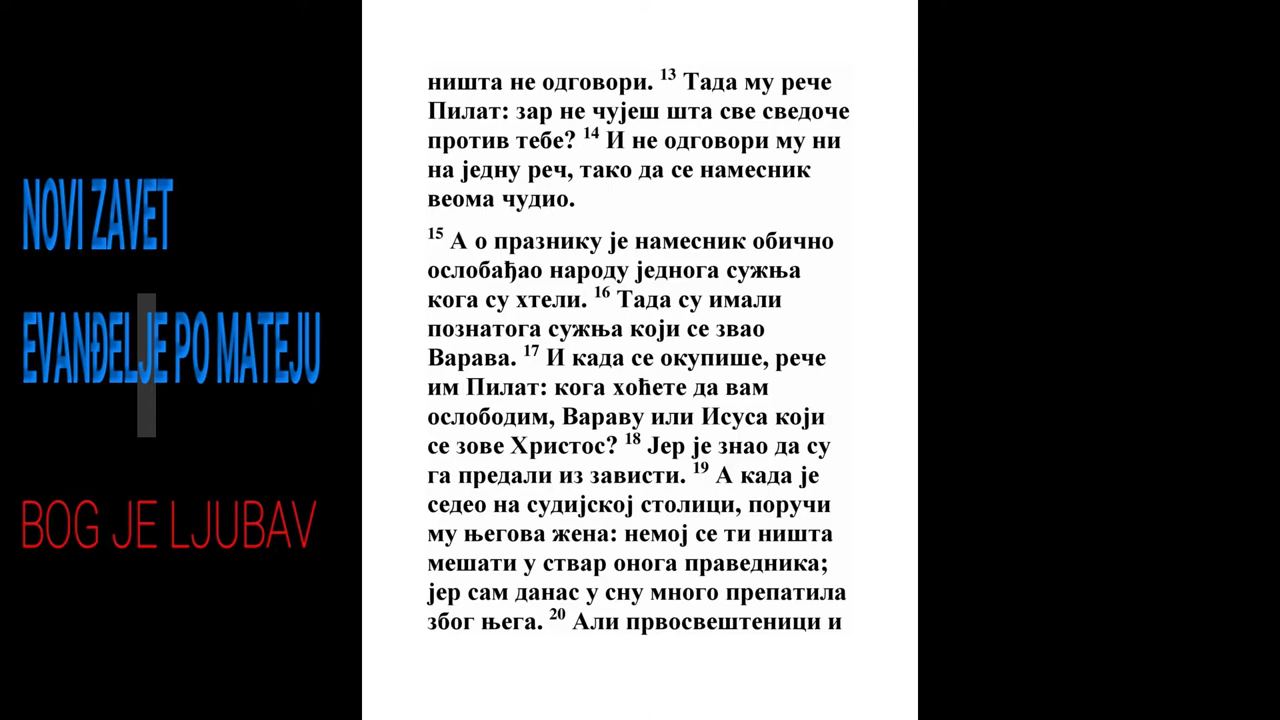 NOVI ZAVET
EVANĐELJE PO MATEJU
BOG JE LJUBAV
ништа не одговори. 13 Тада му рече
Пилат: зар не чујеш шта све сведоче
против тебе? 14 И не одговори му ни
на једну реч, тако да се намесник
веома чудио.
15 А о празнику је намесник обично
ослобађао народу једнога сужња
кога су хтели. 16 Тада су имали
познатога сужња који се звао
Варава. 17 И када се окупише, рече
им Пилат: кога хоћете да вам
ослободим, Вараву или Исуса који
се зове Христос? 18 Јер је знао да су
га предали из зависти. 19 А када је
седео на судијској столици, поручи
му његова жена: немој се ти ништа
мешати у ствар онога праведника;
јер сам данас у сну много препатила
због њега. 20 Али првосвештеници и